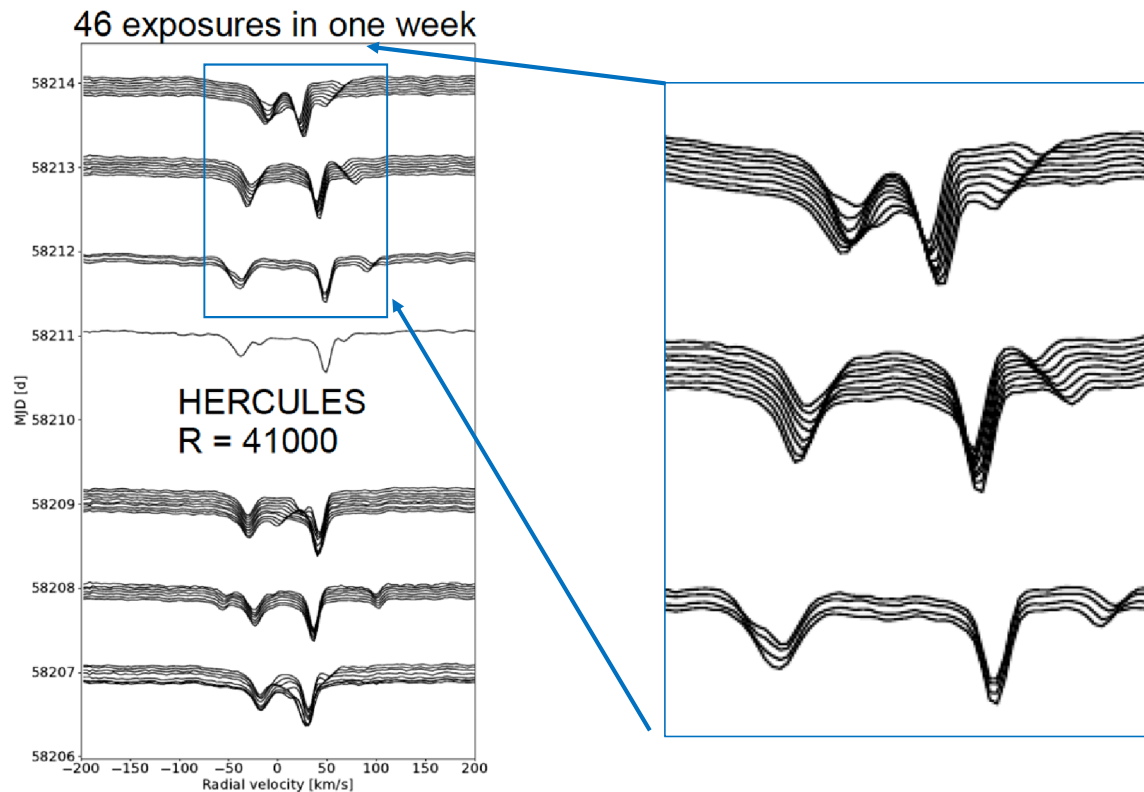 46 exposures in one week
58214
58213
58212
58211
58210
58209
58208
58207
58206
MJD [d]
HERCULES
R = 41000
−200 −150 −100 −50 0 50 100 150 200
Radial velocity [km/s]